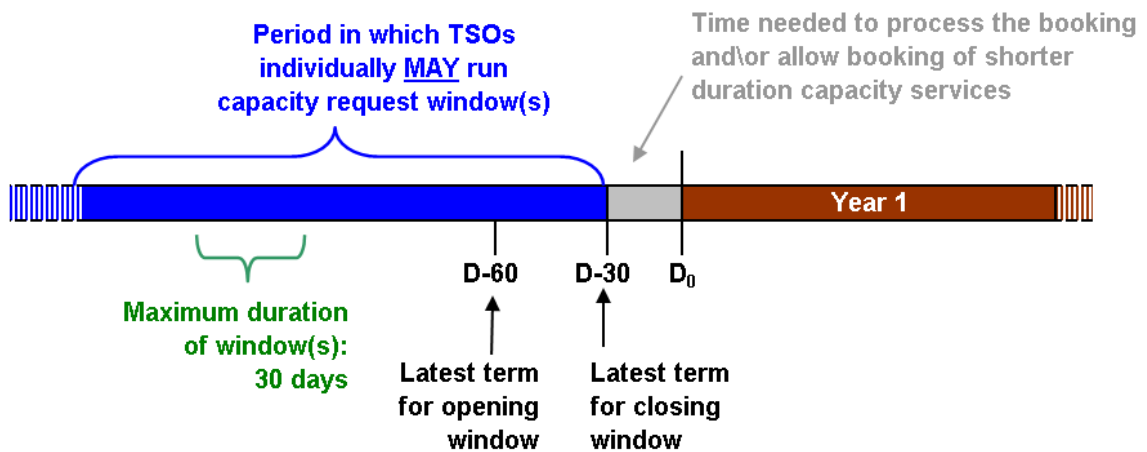 Period in which TSOs
individually MAY run
capacity request window(s)
Time needed to process the booking
and\or allow booking of shorter
duration capacity services
Year 1
D-60
D-30
D₀
Maximum duration
of window(s):
30 days
Latest term
for opening
window
Latest term
for closing
window